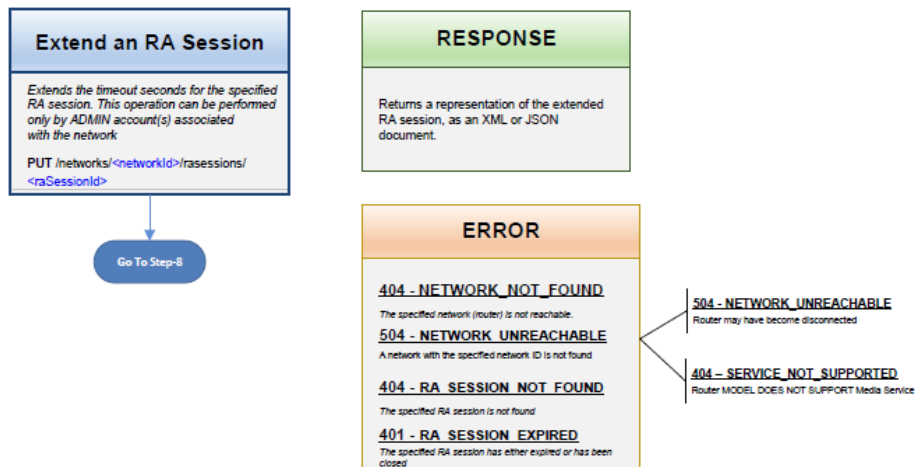 Extend an RA Session
Extends the timeout seconds for the specified
RA session. This operation can be performed
only by ADMIN account(s) associated
with the network
PUT /networks/<networkId>/rasessions/
<raSessionId>
Go To Step-8
RESPONSE
Returns a representation of the extended
RA session, as an XML or JSON
document.
ERROR
404 - NETWORK_NOT_FOUND
The specified network (router) is not reachable.
504 - NETWORK_UNREACHABLE
A network with the specified network ID is not found
404 - RA_SESSION_NOT_FOUND
The specified RA session is not found
401 - RA_SESSION_EXPIRED
The specified RA session has either expired or has been
closed
504 - NETWORK_UNREACHABLE
Router may have become disconnected
404 – SERVICE_NOT_SUPPORTED
Router MODEL DOES NOT SUPPORT Media Service